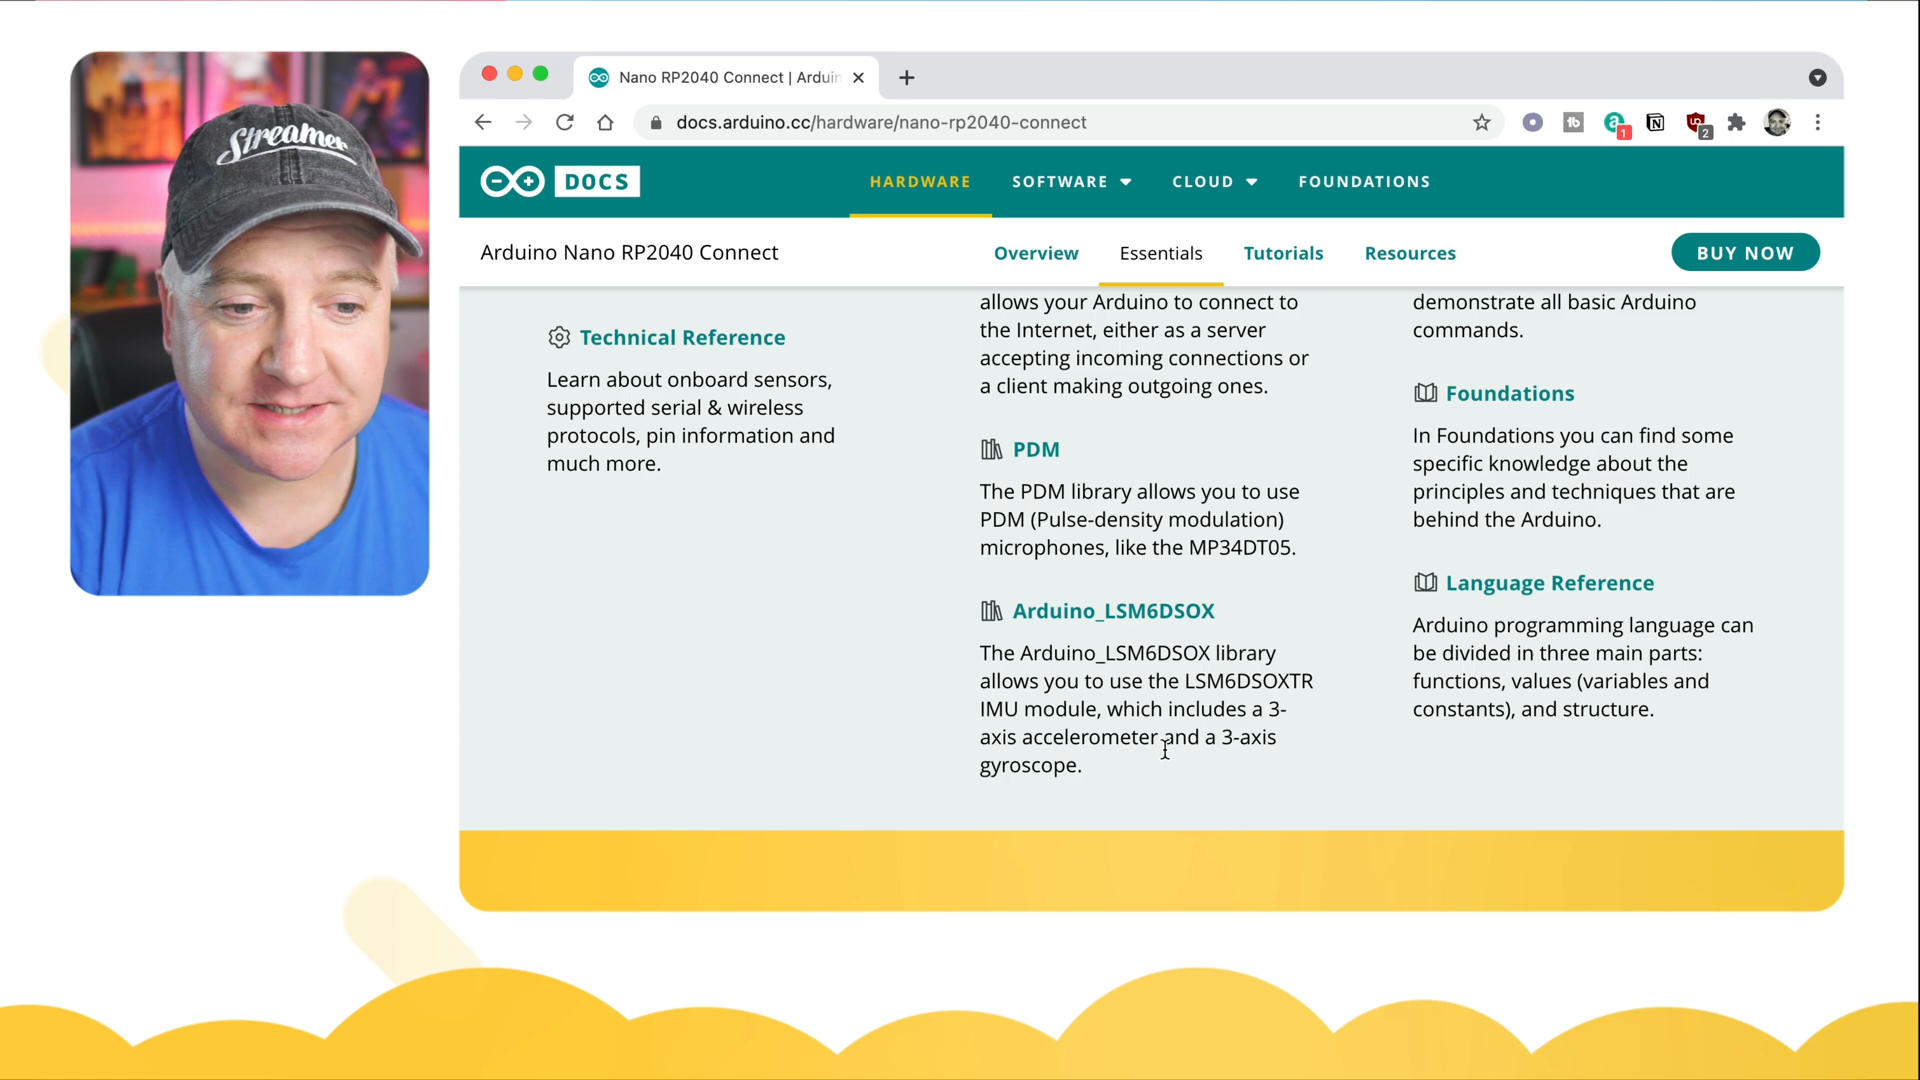 Streamer
Nano RP2040 Connect | Arduin
docs.arduino.cc/hardware/nano-rp2040-connect
1
2
DOCS
HARDWARE
SOFTWARE
CLOUD
FOUNDATIONS
Arduino Nano RP2040 Connect
Overview
Essentials
Tutorials
Resources
BUY NOW
Technical Reference
Learn about onboard sensors,
supported serial & wireless
protocols, pin information and
much more.
allows your Arduino to connect to
the Internet, either as a server
accepting incoming connections or
a client making outgoing ones.
PDM
The PDM library allows you to use
PDM (Pulse-density modulation)
microphones, like the MP34DT05.
Arduino_LSM6DSOX
The Arduino_LSM6DSOX library
allows you to use the LSM6DSOXTR
IMU module, which includes a 3-
axis accelerometer and a 3-axis
gyroscope.
demonstrate all basic Arduino
commands.
Foundations
In Foundations you can find some
specific knowledge about the
principles and techniques that are
behind the Arduino.
Language Reference
Arduino programming language can
be divided in three main parts:
functions, values (variables and
constants), and structure.